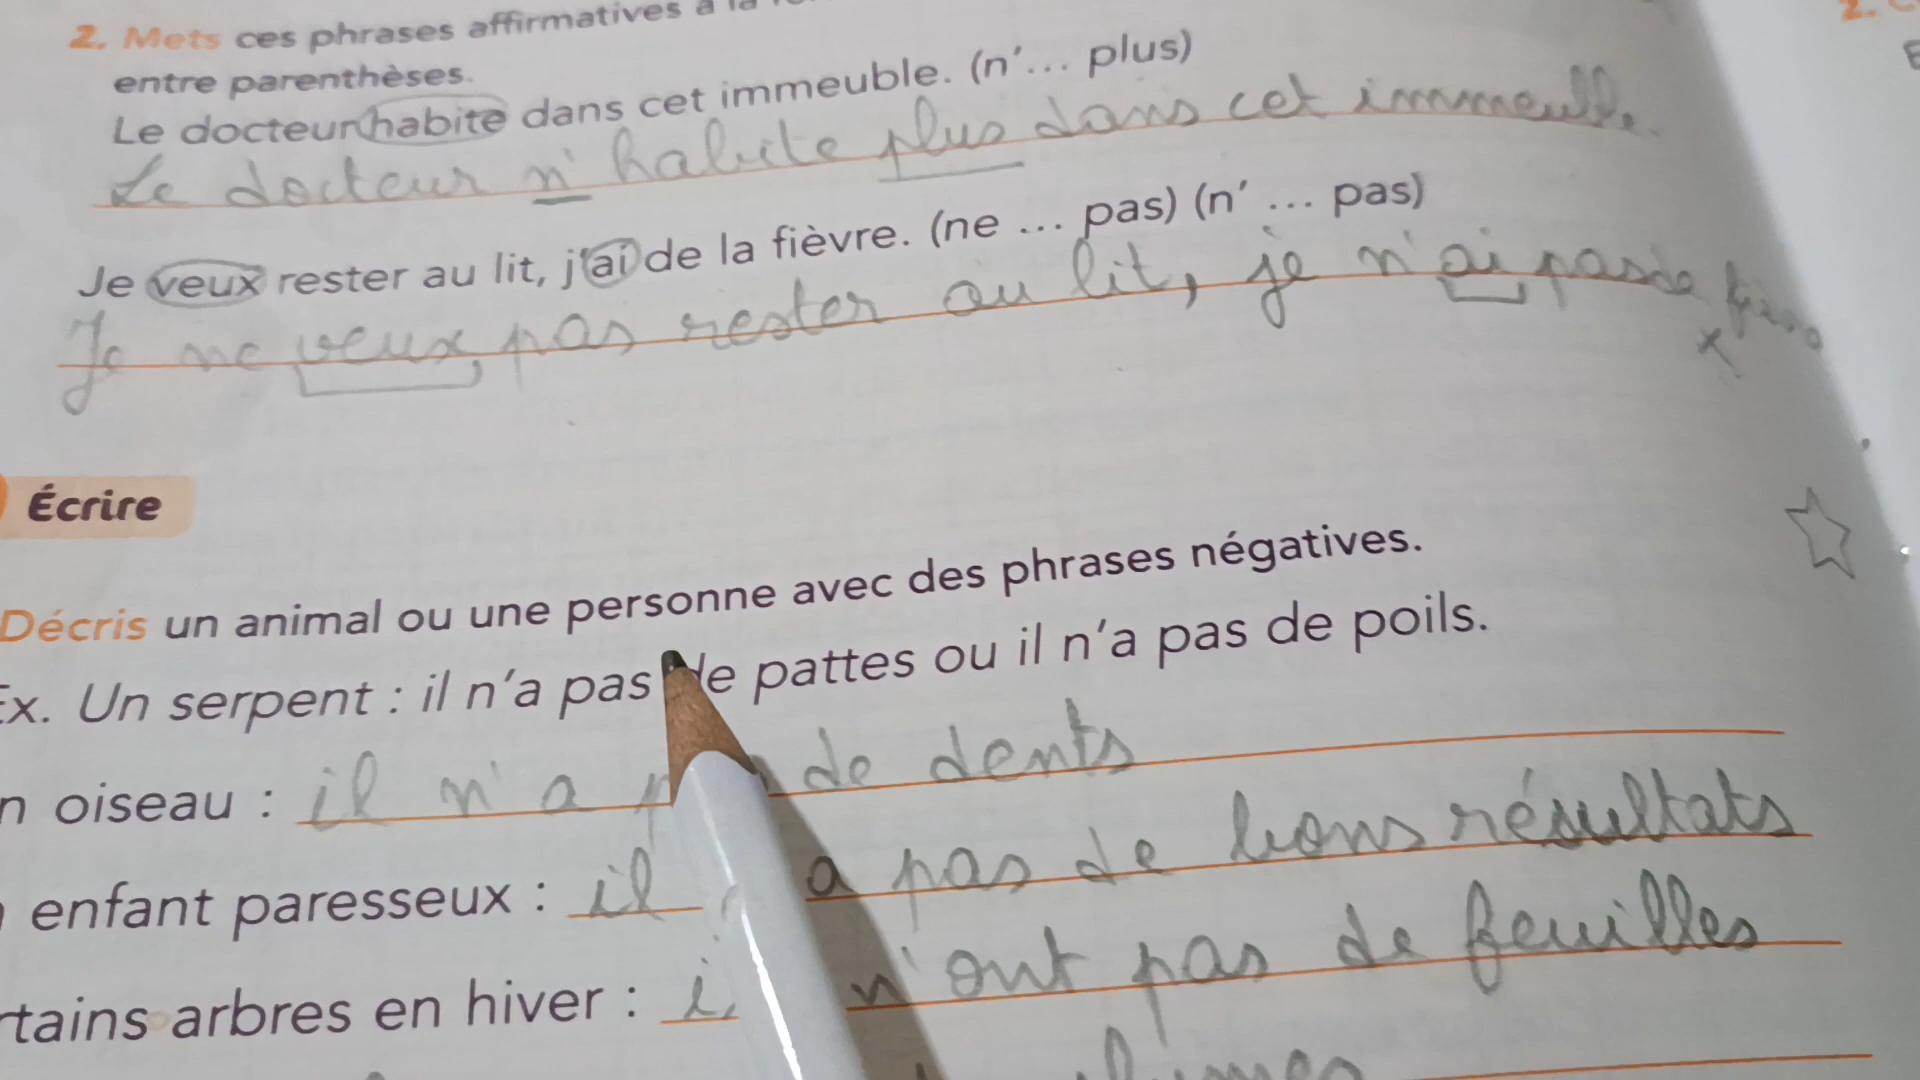 2. Mets ces phrases affirmatives à la
entre parenthèses.
Le docteur habite dans cet immeuble. (n'... plus)
Le docteur n'habite plus dans cet immeuble.
Je veux rester au lit, j'ai de la fièvre. (ne ... pas) (n' ... pas)
Je ne veux pas rester au lit, je n'ai pas de
Écrire
Décris un animal ou une personne avec des phrases négatives.
Ex. Un serpent : il n'a pas de pattes ou il n'a pas de poils.
n oiseau : il n'a de dents
enfant paresseux : il a pas de bons résultats
rtains arbres en hiver : n'ont pas de feuilles